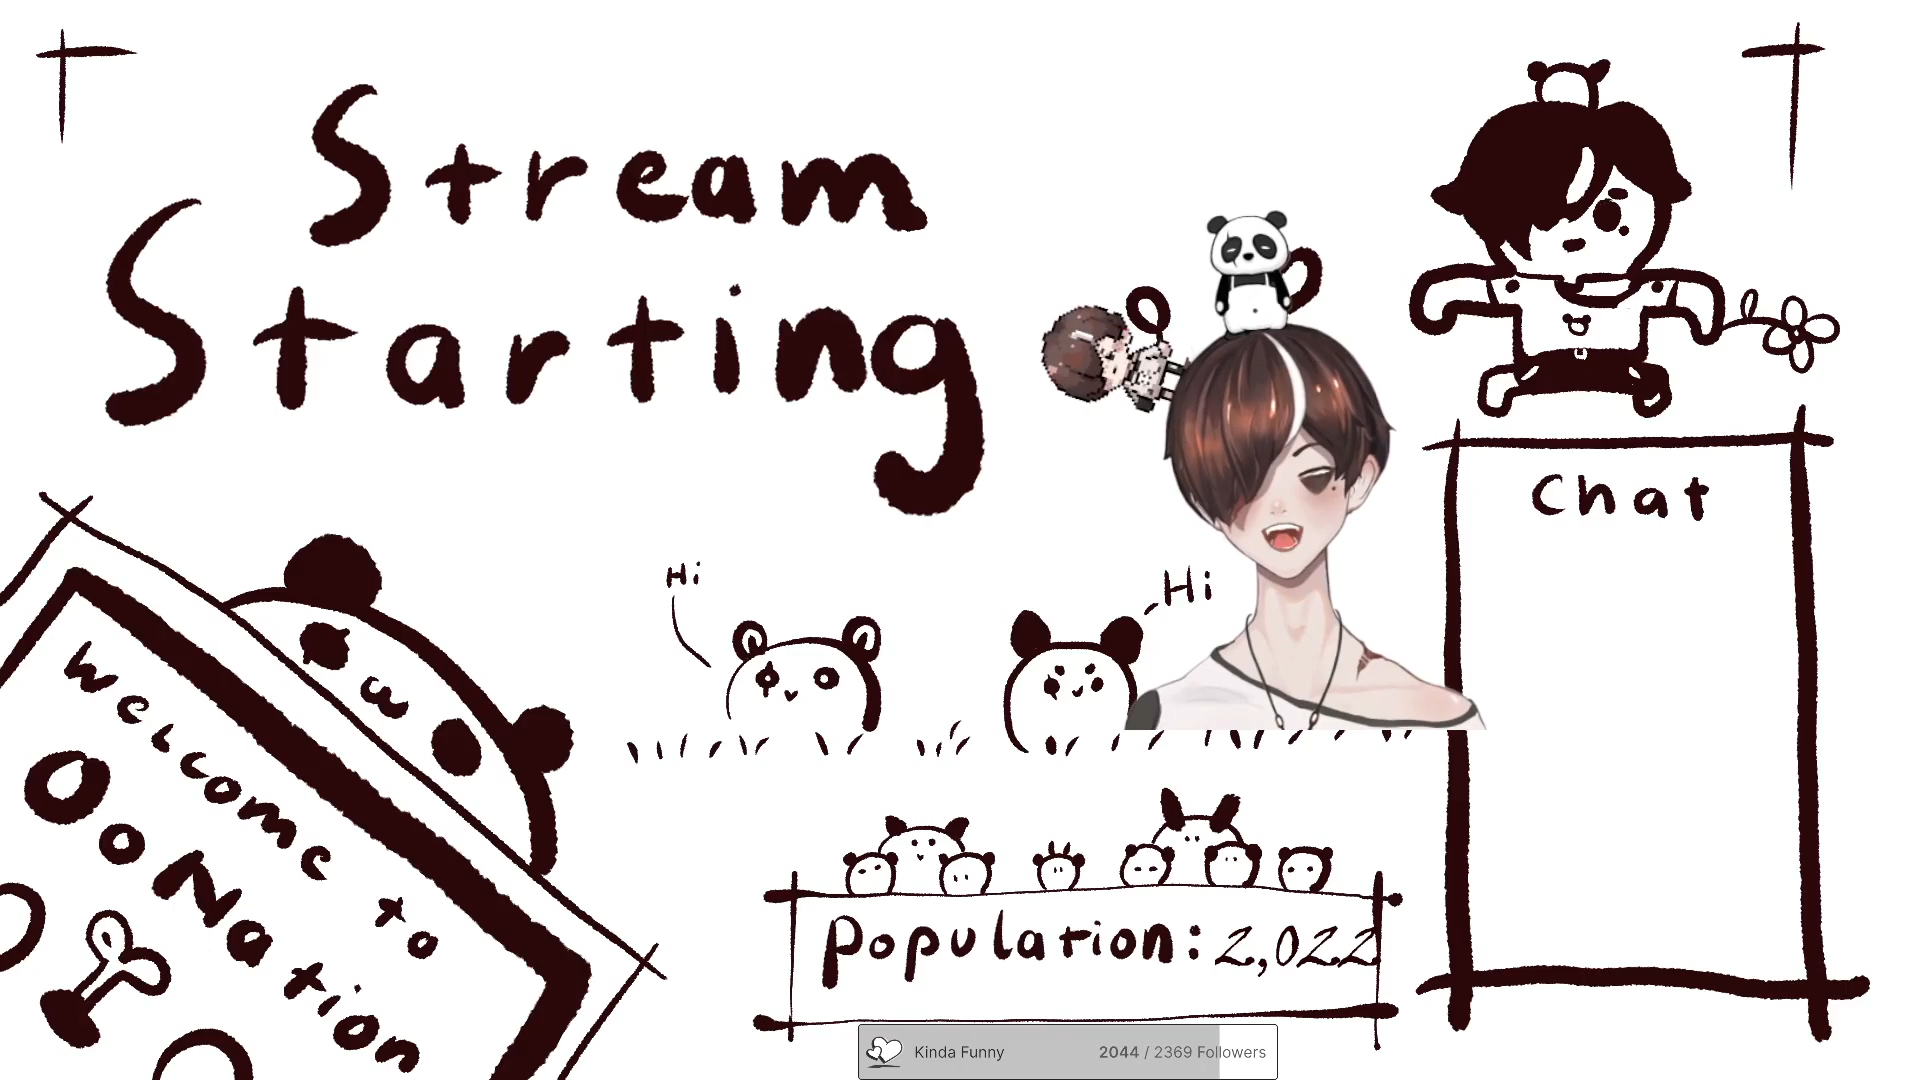 Stream
Starting
Hi
Hi
Chat
Welcome to
OoNation
Population: 2,022
Kinda Funny 2044 / 2369 Followers